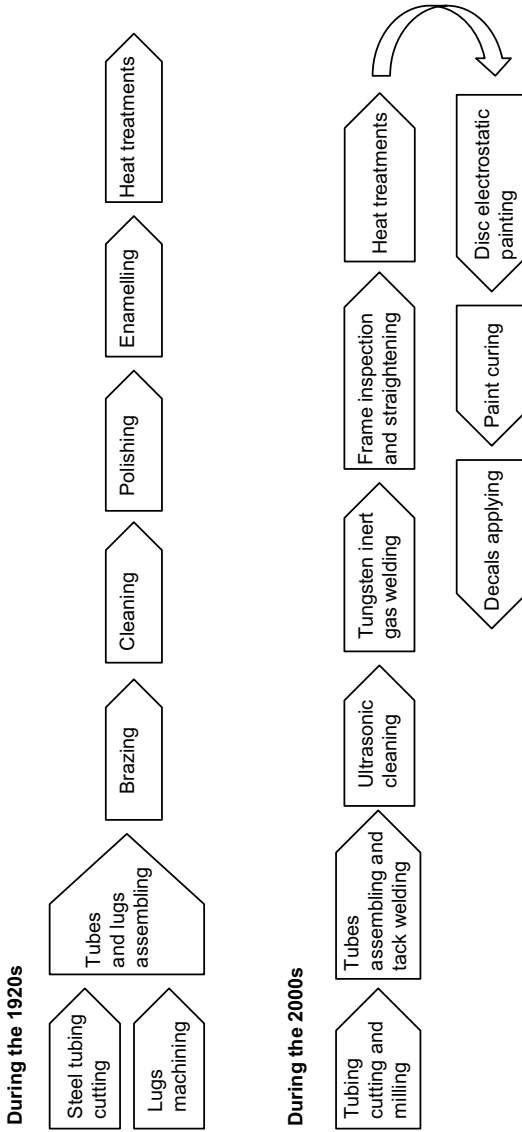 During the 1920s
Steel tubing
cutting
Lugs
machining
Tubes
and lugs
assembling
Brazing
Cleaning
Polishing
Enamelling
Heat treatments
During the 2000s
Tubing
cutting and
milling
Tubes
assembling and
tack welding
Ultrasonic
cleaning
Tungsten inert
gas welding
Frame inspection
and straightening
Heat treatments
Disc electrostatic
painting
Paint curing
Decals applying